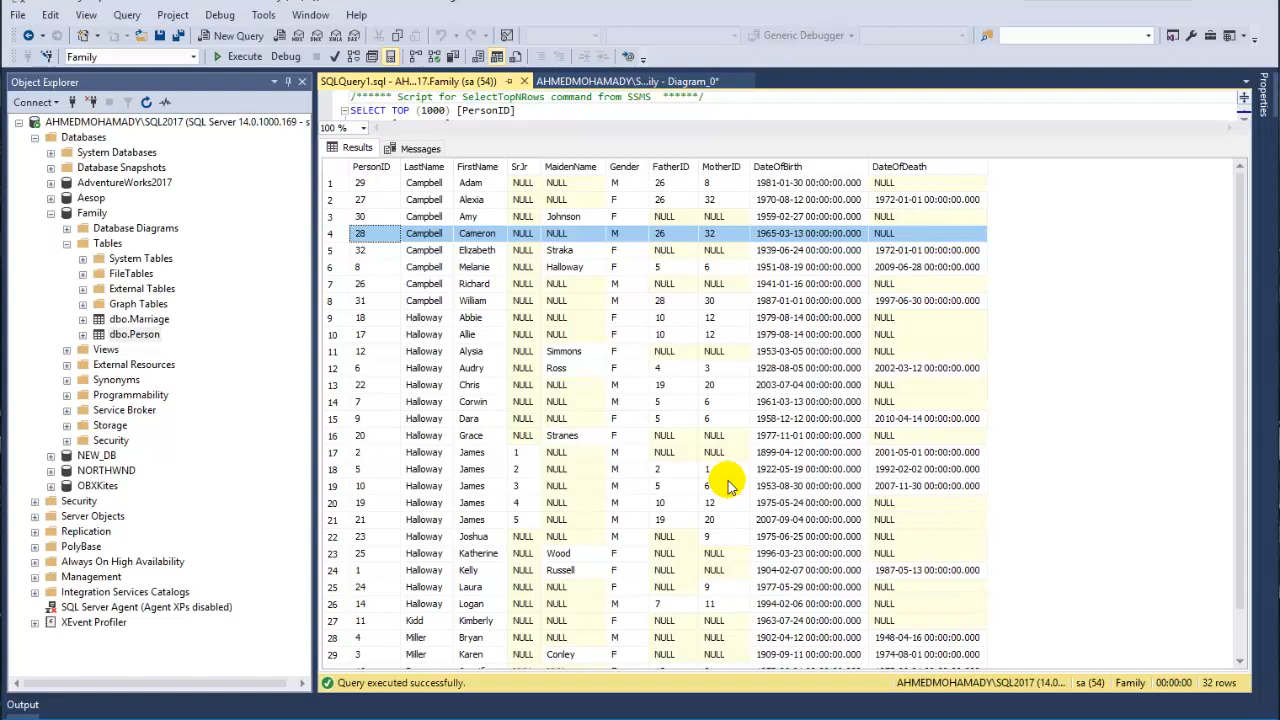 File Edit View Query Project Debug Tools Window Help
New Query Generic Debugger
Family Execute Debug
Object Explorer
Connect
AHMEDMOHAMADY\SQL2017 (SQL Server 14.0.1000.169 - s
Databases
System Databases
Database Snapshots
AdventureWorks2017
Aesop
Family
Database Diagrams
Tables
System Tables
FileTables
External Tables
Graph Tables
dbo.Marriage
dbo.Person
Views
External Resources
Synonyms
Programmability
Service Broker
Storage
Security
NEW_DB
NORTHWND
OBXKites
Security
Server Objects
Replication
PolyBase
Always On High Availability
Management
Integration Services Catalogs
SQL Server Agent (Agent XPs disabled)
XEvent Profiler
SQLQuery1.sql - AH...17.Family (sa (54)) AHMEDMOHAMADY\S...ily - Diagram_0*
/****** Script for SelectTopNRows command from SSMS ******/
SELECT TOP (1000) [PersonID]
100 %
Results Messages
PersonID LastName FirstName SrJr MaidenName Gender FatherID MotherID DateOfBirth DateOfDeath
1 29 Campbell Adam NULL NULL M 26 8 1981-01-30 00:00:00.000 NULL
2 27 Campbell Alexia NULL NULL F 26 32 1970-08-12 00:00:00.000 1972-01-01 00:00:00.000
3 30 Campbell Amy NULL Johnson F NULL NULL 1959-02-27 00:00:00.000 NULL
4 28 Campbell Cameron NULL NULL M 26 32 1965-03-13 00:00:00.000 NULL
5 32 Campbell Elizabeth NULL Straka F NULL NULL 1939-06-24 00:00:00.000 1972-01-01 00:00:00.000
6 8 Campbell Melanie NULL Halloway F 5 6 1951-08-19 00:00:00.000 2009-06-28 00:00:00.000
7 26 Campbell Richard NULL NULL M NULL NULL 1941-01-16 00:00:00.000 NULL
8 31 Campbell William NULL NULL M 28 30 1987-01-01 00:00:00.000 1997-06-30 00:00:00.000
9 18 Halloway Abbie NULL NULL F 10 12 1979-08-14 00:00:00.000 NULL
10 17 Halloway Allie NULL NULL F 10 12 1979-08-14 00:00:00.000 NULL
11 12 Halloway Alysia NULL Simmons F NULL NULL 1953-03-05 00:00:00.000 NULL
12 6 Halloway Audry NULL Ross F 4 3 1928-08-05 00:00:00.000 2002-03-12 00:00:00.000
13 22 Halloway Chris NULL NULL M 19 20 2003-07-04 00:00:00.000 NULL
14 7 Halloway Corwin NULL NULL M 5 6 1961-03-13 00:00:00.000 NULL
15 9 Halloway Dara NULL NULL F 5 6 1958-12-12 00:00:00.000 2010-04-14 00:00:00.000
16 20 Halloway Grace NULL Stranes F NULL NULL 1977-11-01 00:00:00.000 NULL
17 2 Halloway James 1 NULL M NULL NULL 1899-04-12 00:00:00.000 2001-05-01 00:00:00.000
18 5 Halloway James 2 NULL M 2 1 1922-05-19 00:00:00.000 1992-02-02 00:00:00.000
19 10 Halloway James 3 NULL M 5 6 1953-08-30 00:00:00.000 2007-11-30 00:00:00.000
20 19 Halloway James 4 NULL M 10 12 1975-05-24 00:00:00.000 NULL
21 21 Halloway James 5 NULL M 19 20 2007-09-04 00:00:00.000 NULL
22 23 Halloway Joshua NULL NULL M NULL 9 1975-06-25 00:00:00.000 NULL
23 25 Halloway Katherine NULL Wood F NULL NULL 1996-03-23 00:00:00.000 NULL
24 1 Halloway Kelly NULL Russell F NULL NULL 1904-02-07 00:00:00.000 1987-05-13 00:00:00.000
25 24 Halloway Laura NULL NULL F NULL 9 1977-05-29 00:00:00.000 NULL
26 14 Halloway Logan NULL NULL M 7 11 1994-02-06 00:00:00.000 NULL
27 11 Kidd Kimberly NULL NULL F NULL NULL 1963-07-24 00:00:00.000 NULL
28 4 Miller Bryan NULL NULL M NULL NULL 1902-04-12 00:00:00.000 1948-04-16 00:00:00.000
29 3 Miller Karen NULL Conley F NULL NULL 1909-09-11 00:00:00.000 1974-08-01 00:00:00.000
Query executed successfully. AHMEDMOHAMADY\SQL2017 (14.0... sa (54) Family 00:00:00 32 rows
Properties
Output